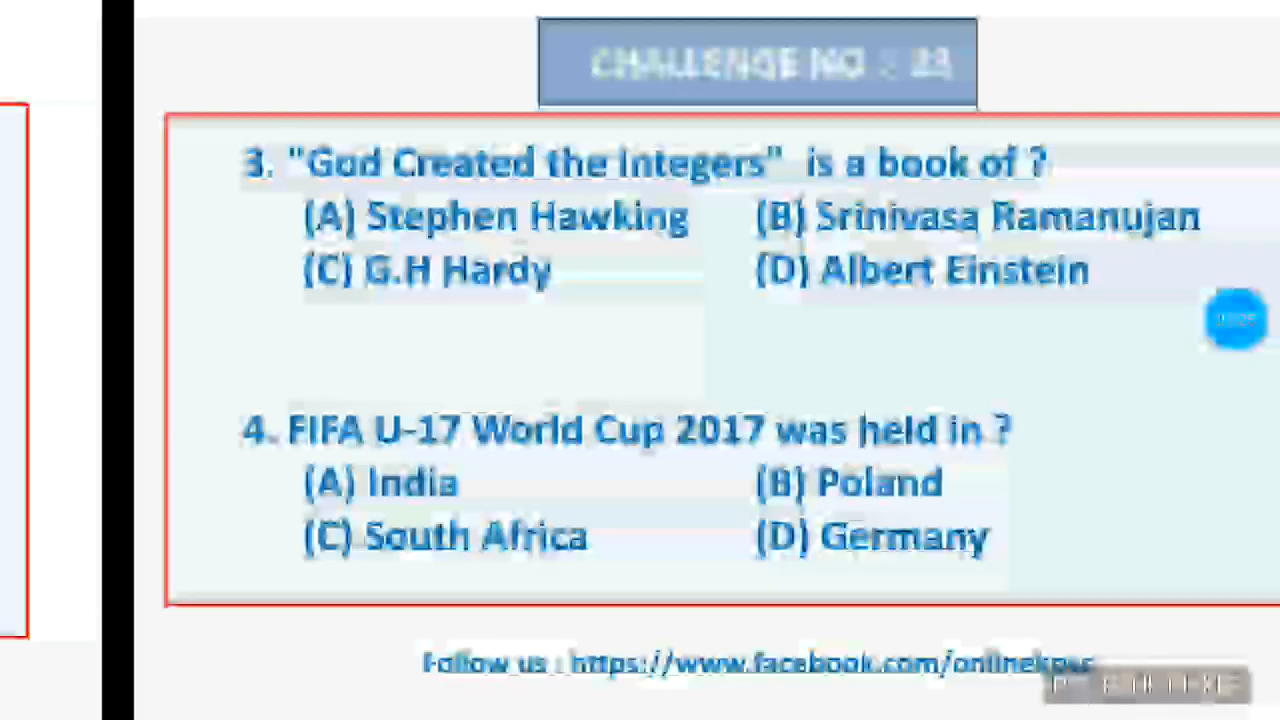 CHALLENGE NO : 23
3. "God Created the Integers" is a book of ?
(A) Stephen Hawking (B) Srinivasa Ramanujan
(C) G.H Hardy (D) Albert Einstein
4. FIFA U-17 World Cup 2017 was held in ?
(A) India (B) Poland
(C) South Africa (D) Germany
Follow us : https://www.facebook.com/onlinekpsc